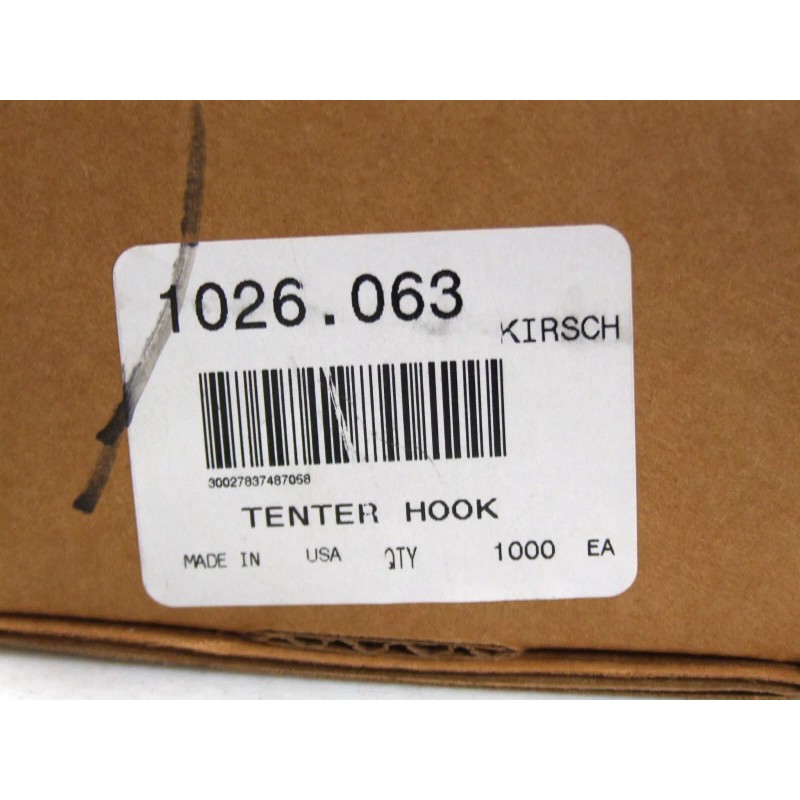 1026.063 KIRSCH
30027837487058
TENTER HOOK
MADE IN USA QTY 1000 EA